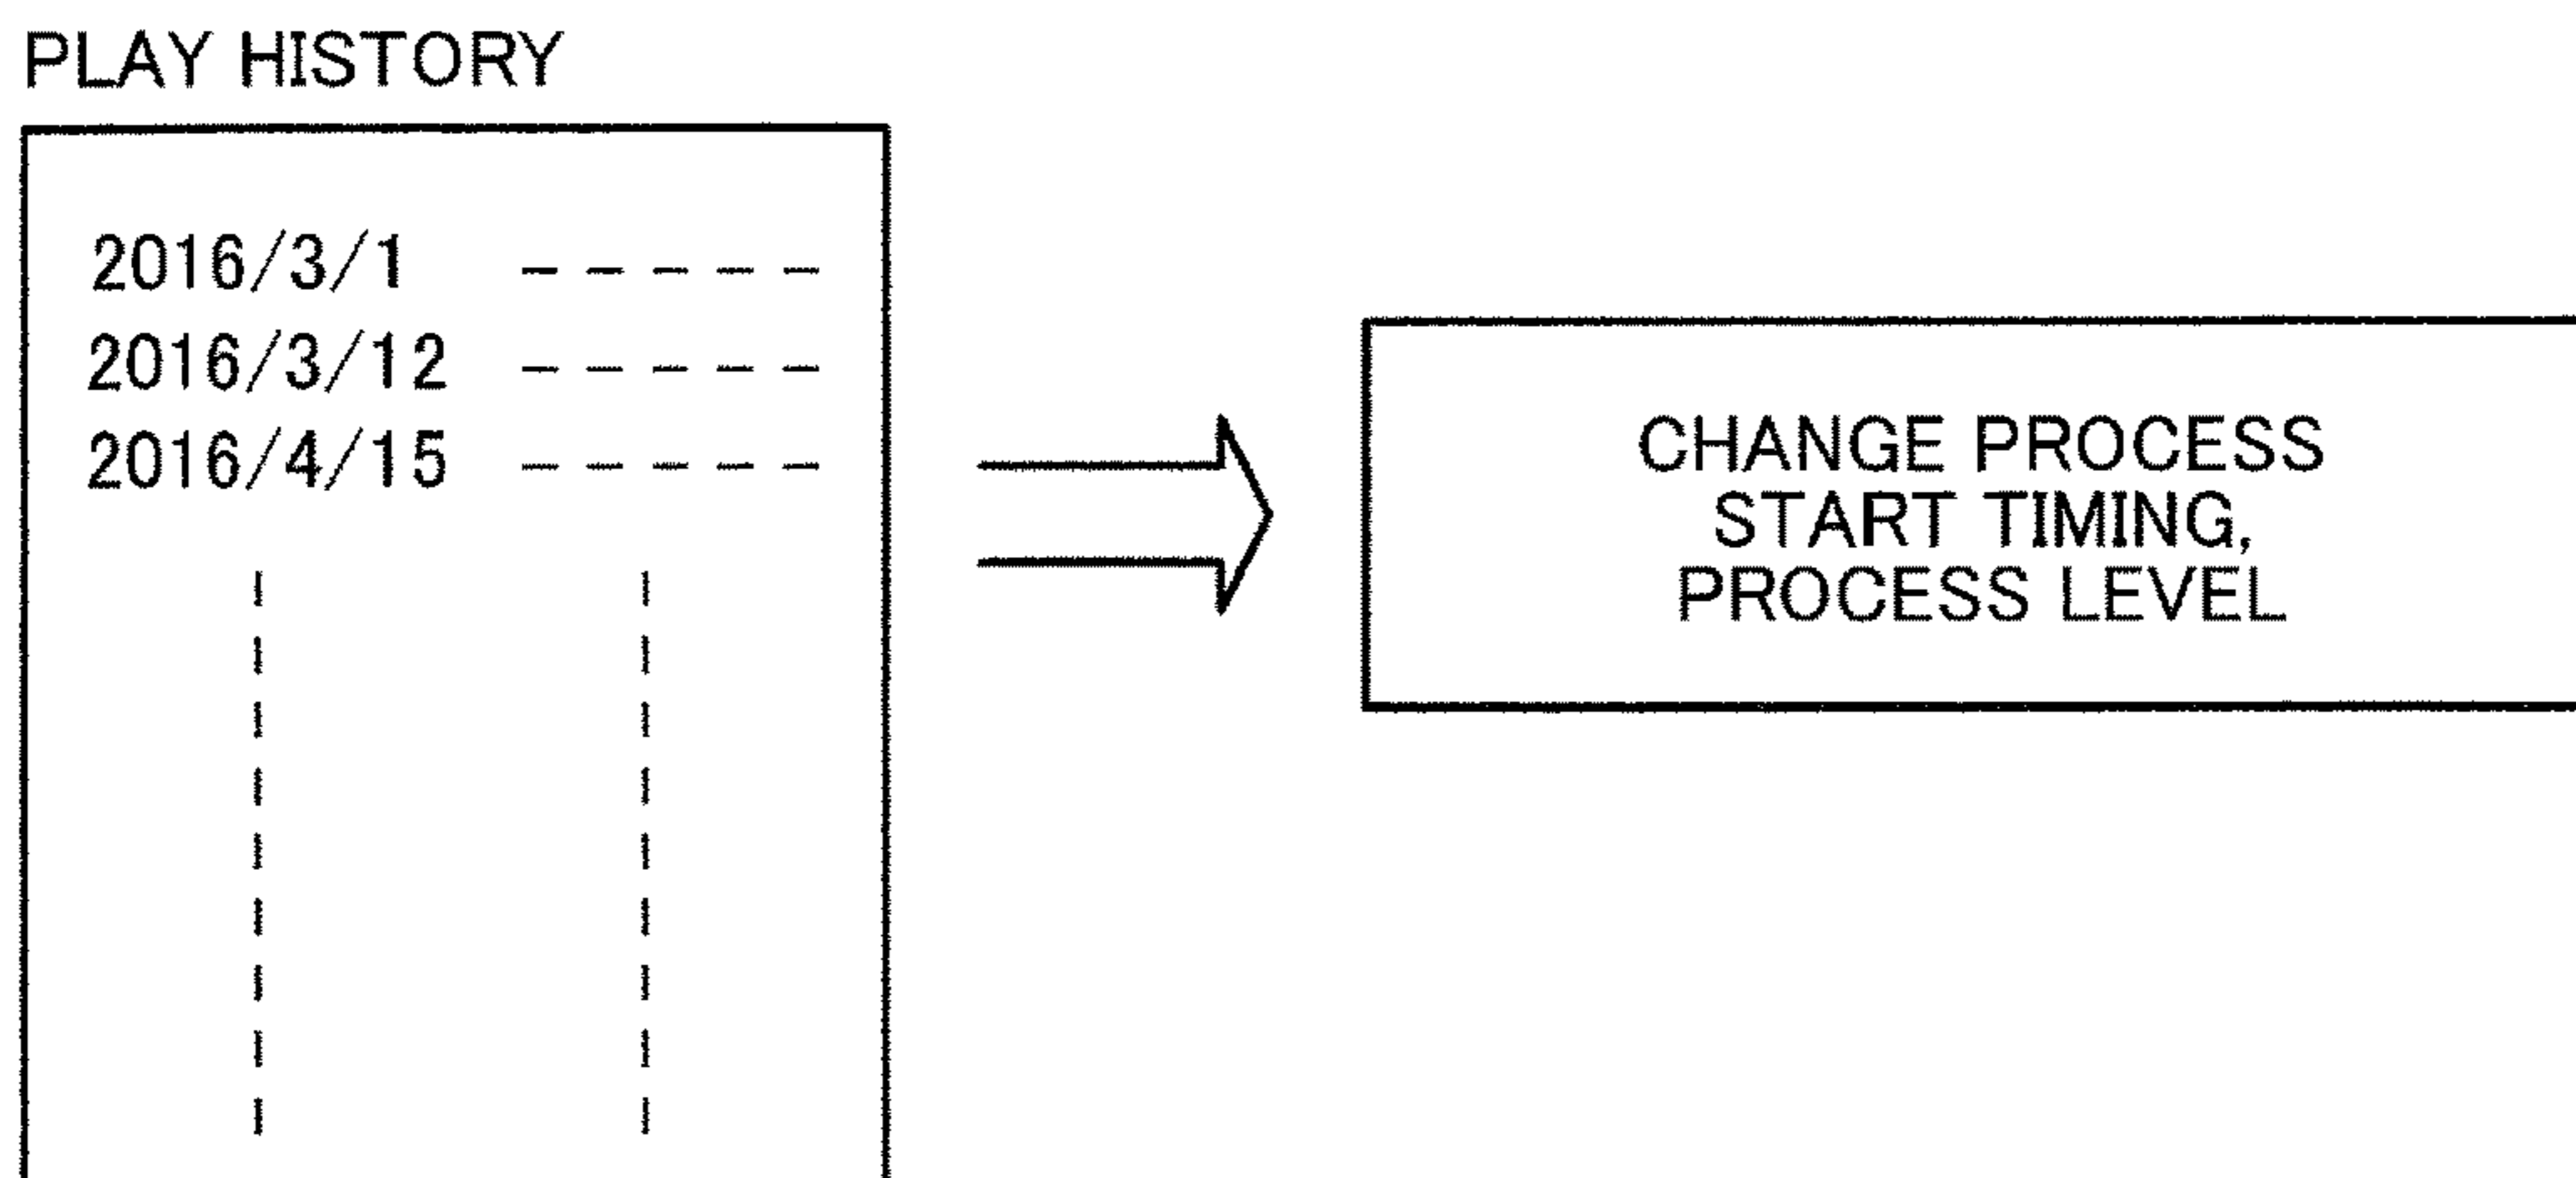 PLAY HISTORY
2016/3/1 - - - - -
2016/3/12 - - - - -
2016/4/15 - - - - -
CHANGE PROCESS
START TIMING,
PROCESS LEVEL